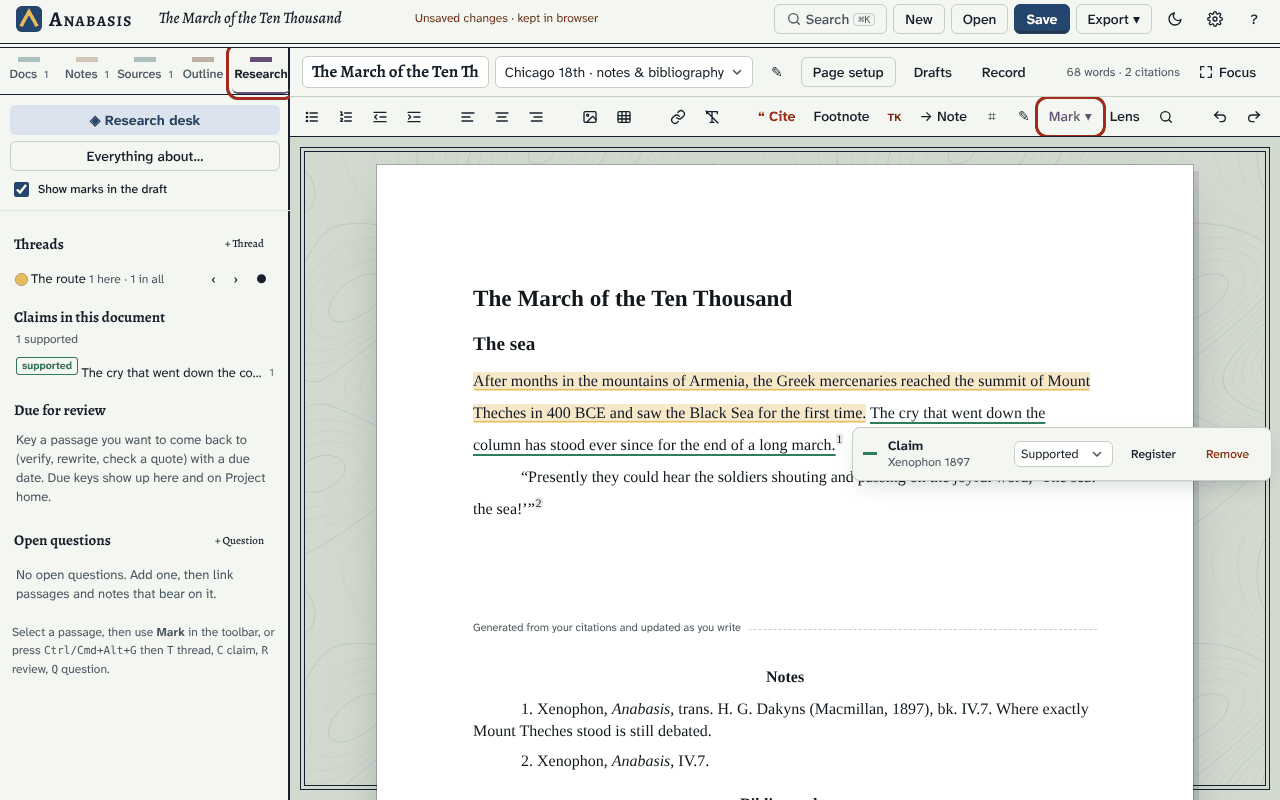 ANABASIS
The March of the Ten Thousand
Unsaved changes · kept in browser
Search ⌘K
New
Open
Save
Export ▾
?
Docs 1
Notes 1
Sources 1
Outline
Research
The March of the Ten Th
Chicago 18th · notes & bibliography
Page setup
Drafts
Record
68 words · 2 citations
Focus
❝ Cite
Footnote
TK
→ Note
Mark ▾
Lens
◈ Research desk
Everything about…
Show marks in the draft
Threads
+ Thread
The route 1 here · 1 in all
‹ ›
Claims in this document
1 supported
supported The cry that went down the co… 1
Due for review
Key a passage you want to come back to
(verify, rewrite, check a quote) with a due
date. Due keys show up here and on Project
home.
Open questions
+ Question
No open questions. Add one, then link
passages and notes that bear on it.
Select a passage, then use Mark in the toolbar, or
press Ctrl/Cmd+Alt+G then T thread, C claim, R
review, Q question.
The March of the Ten Thousand
The sea
After months in the mountains of Armenia, the Greek mercenaries reached the summit of Mount
Theches in 400 BCE and saw the Black Sea for the first time. The cry that went down the
column has stood ever since for the end of a long march.1
Claim
Xenophon 1897
Supported
Register
Remove
“Presently they could hear the soldiers shouting and passing on the joyful word, ‘The sea!
the sea!’”2
Generated from your citations and updated as you write
Notes
1. Xenophon, Anabasis, trans. H. G. Dakyns (Macmillan, 1897), bk. IV.7. Where exactly
Mount Theches stood is still debated.
2. Xenophon, Anabasis, IV.7.